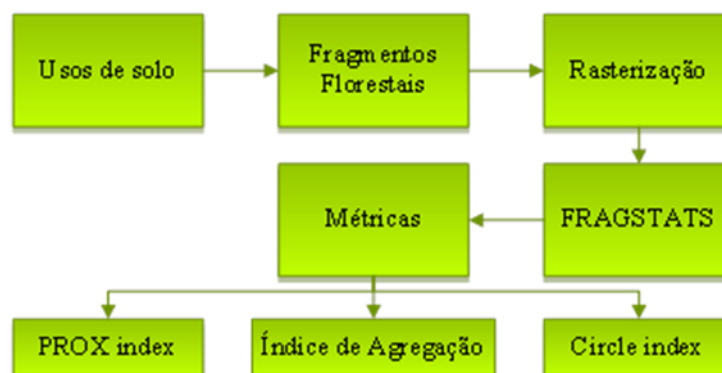 Usos de solo
Fragmentos
Florestais
Rasterização
Métricas
FRAGSTATS
PROX index
Índice de Agregação
Circle index